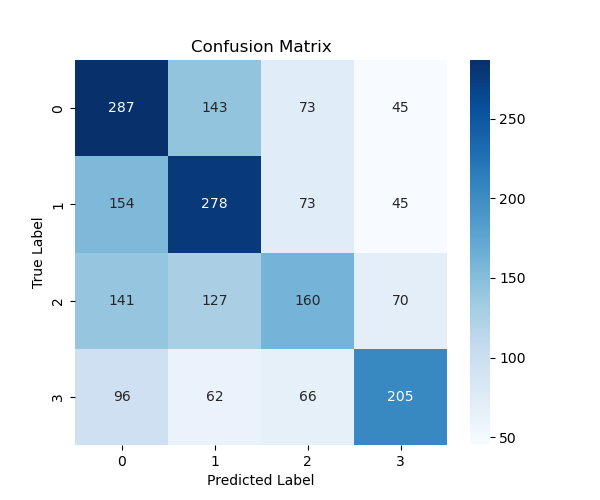 Confusion Matrix
0 287 143 73 45
1 154 278 73 45
2 141 127 160 70
3 96 62 66 205
0 1 2 3
Predicted Label
True Label
250
200
150
100
50